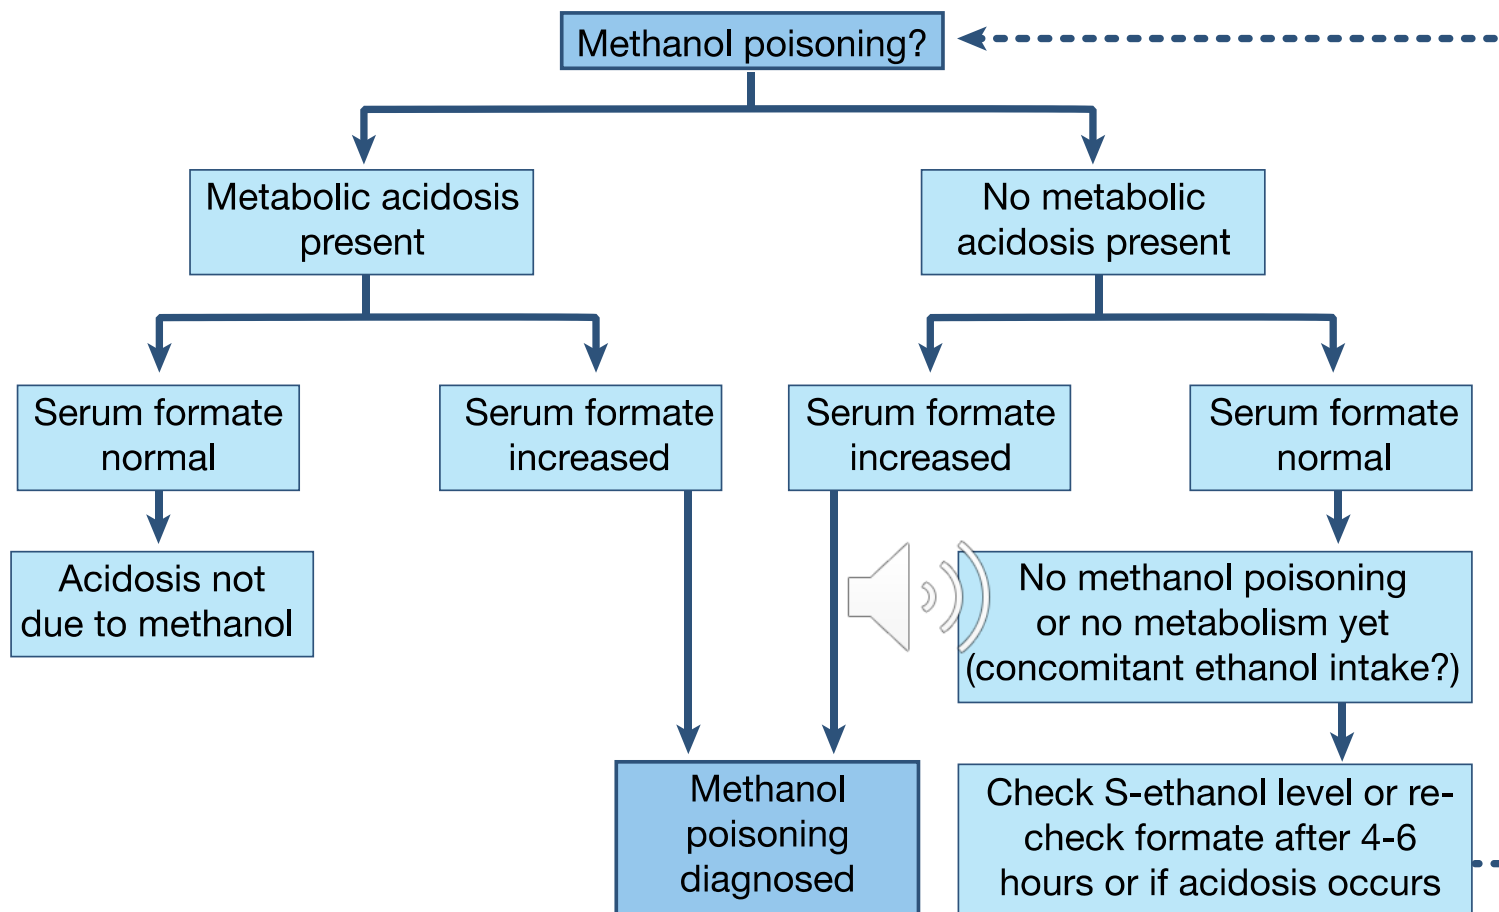 Methanol poisoning?
Metabolic acidosis
present
No metabolic
acidosis present
Serum formate
normal
Serum formate
increased
Serum formate
increased
Serum formate
normal
Acidosis not
due to methanol
No methanol poisoning
or no metabolism yet
(concomitant ethanol intake?)
Methanol
poisoning
diagnosed
Check S-ethanol level or re-
check formate after 4-6
hours or if acidosis occurs